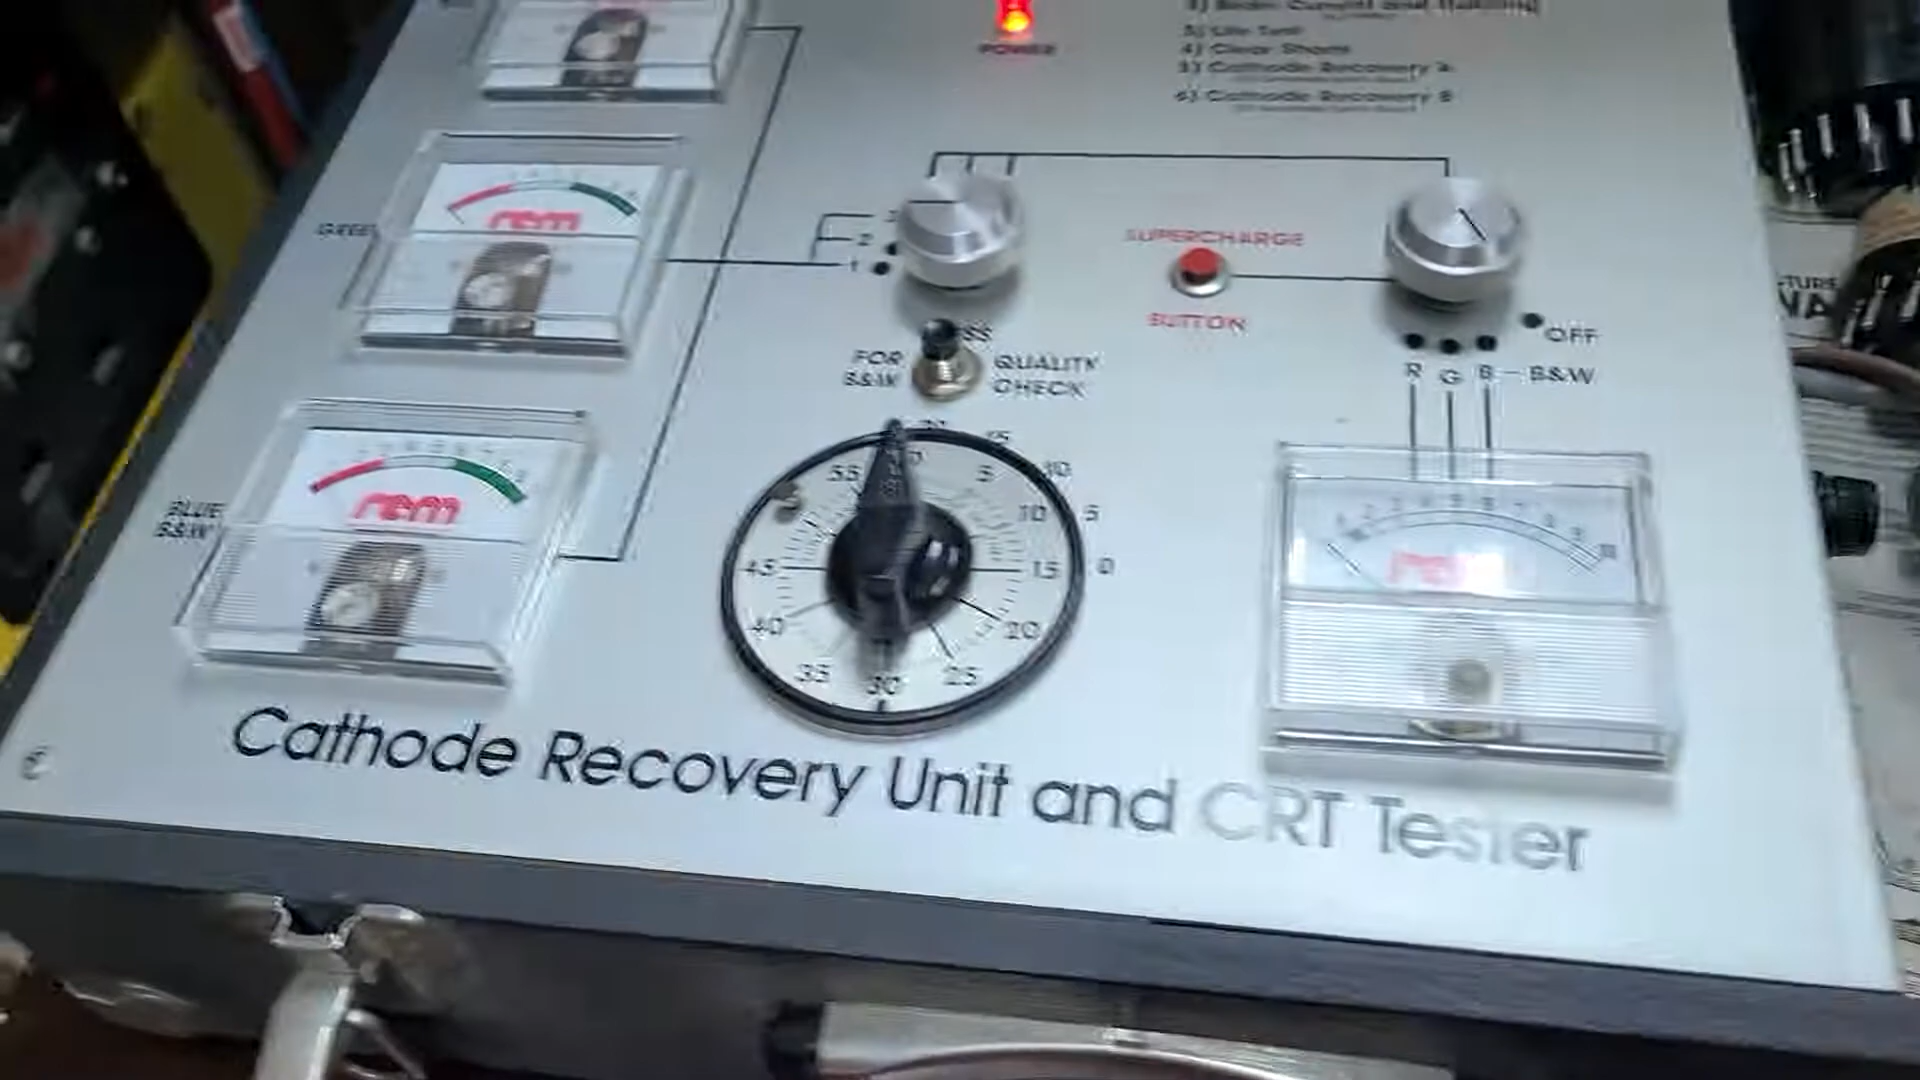 POWER
4) Clear Shorts
5) Cathode Recovery A
6) Cathode Recovery B
rem
GREEN
3
2
1
SUPERCHARGE
BUTTON
OFF
R G B - B&W
FOR
B&W
QUALITY
CHECK
BLUE
B&W
rem
15
10
5
0
55
5
10
15
20
25
30
35
40
45
rem
Cathode Recovery Unit and CRT Tester